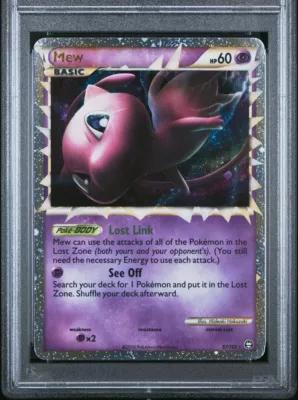 Mew
HP60
BASIC
Poké-BODY Lost Link
Mew can use the attacks of all of the Pokémon in the
Lost Zone (both yours and your opponent's). (You still
need the necessary Energy to use each attack.)
See Off
Search your deck for 1 Pokémon and put it in the Lost
Zone. Shuffle your deck afterward.
weakness
resistance
retreat cost
×2